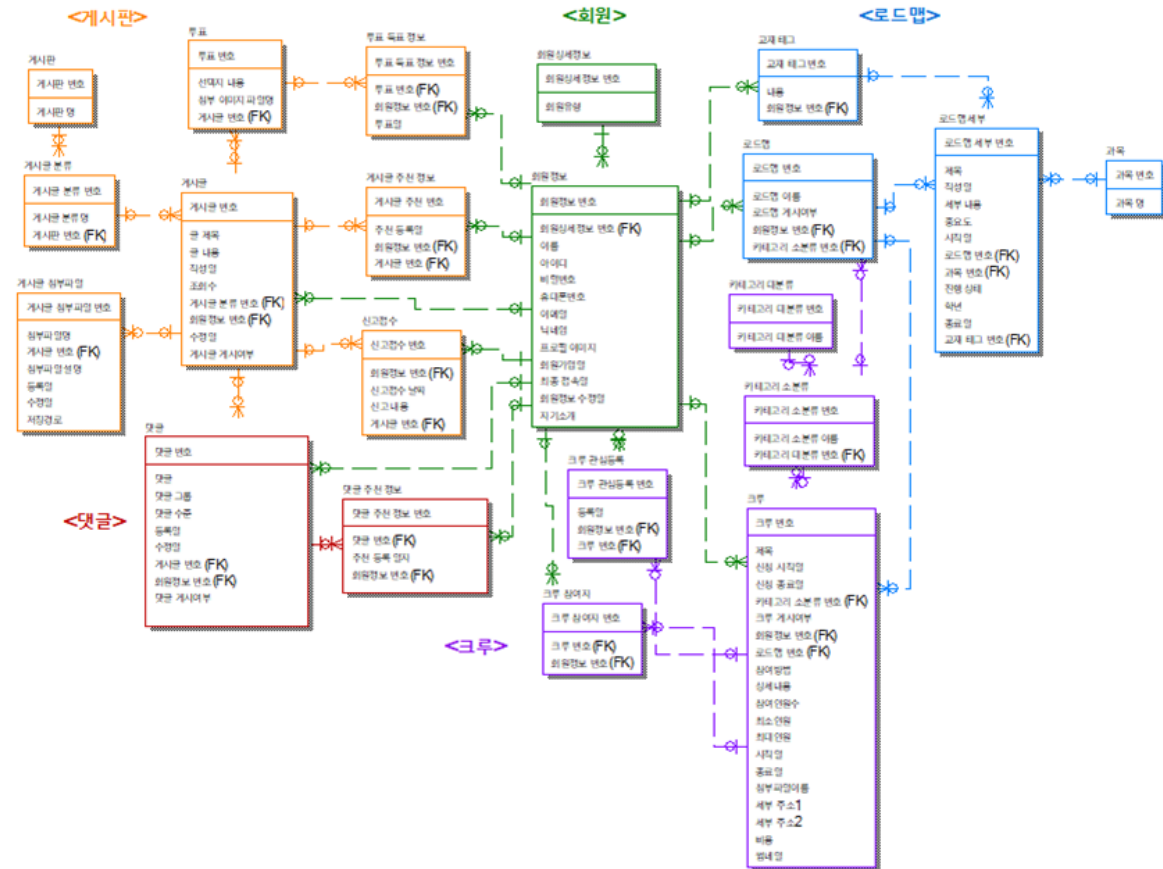 <게시판>
<회원>
<로드맵>
게시판
게시판 번호
게시판 명
투표
투표 번호
선택지 내용
첨부 이미지 파일명
게시글 번호(FK)
투표 득표 정보
투표 득표 정보 번호
투표 번호(FK)
회원정보 번호(FK)
투표일
회원상세정보
회원상세정보 번호
회원유형
교재 태그
교재 태그 번호
내용
회원정보 번호(FK)
게시글 분류
게시글 분류 번호
게시글 분류명
게시판 번호(FK)
게시글
게시글 번호
글 제목
글 내용
작성일
조회수
게시글 분류 번호(FK)
회원정보 번호(FK)
수정일
게시글 게시여부
게시글 추천 정보
게시글 추천 번호
추천 등록일
회원정보 번호(FK)
게시글 번호(FK)
회원정보
회원정보 번호
회원상세정보 번호(FK)
이름
아이디
비밀번호
휴대폰번호
이메일
닉네임
프로필 이미지
회원가입일
최종 접속일
회원정보 수정일
자기소개
로드맵
로드맵 번호
로드맵 이름
로드맵 게시여부
회원정보 번호(FK)
카테고리 소분류 번호(FK)
로드맵 세부
로드맵 세부 번호
제목
작성일
세부 내용
중요도
시작일
로드맵 번호(FK)
과목 번호(FK)
진행 상태
학년
종료일
교재 태그 번호(FK)
과목
과목 번호
과목 명
게시글 첨부파일
게시글 첨부파일 번호
첨부파일명
게시글 번호(FK)
첨부파일설명
등록일
수정일
저장경로
신고접수
신고접수 번호
회원정보 번호(FK)
신고접수 날짜
신고 내용
게시글 번호(FK)
카테고리 대분류
카테고리 대분류 번호
카테고리 대분류 이름
카테고리 소분류
카테고리 소분류 번호
카테고리 소분류 이름
카테고리 대분류 번호(FK)
댓글
댓글 번호
댓글
댓글 그룹
댓글 수준
등록일
수정일
게시글 번호(FK)
회원정보 번호(FK)
댓글 게시여부
<댓글>
댓글 추천 정보
댓글 추천 정보 번호
댓글 번호(FK)
추천 등록 일자
회원정보 번호(FK)
크루 관심등록
크루 관심등록 번호
등록일
회원정보 번호(FK)
크루 번호(FK)
크루 참여자
크루 참여자 번호
크루 번호(FK)
회원정보 번호(FK)
<크루>
크루
크루 번호
제목
신청 시작일
신청 종료일
카테고리 소분류 번호(FK)
크루 게시여부
회원정보 번호(FK)
로드맵 번호(FK)
참여방법
상세내용
참여인원수
최소인원
최대인원
시작일
종료일
첨부파일이름
세부 주소1
세부 주소2
비용
썸네일